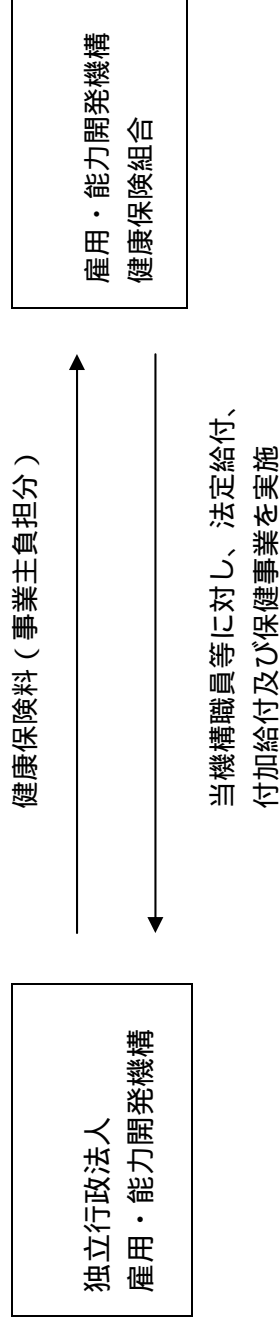 独立行政法人
雇用・能力開発機構
健康保険料（事業主負担分）
当機構職員等に対し、法定給付、
付加給付及び保健事業を実施
雇用・能力開発機構
健康保険組合